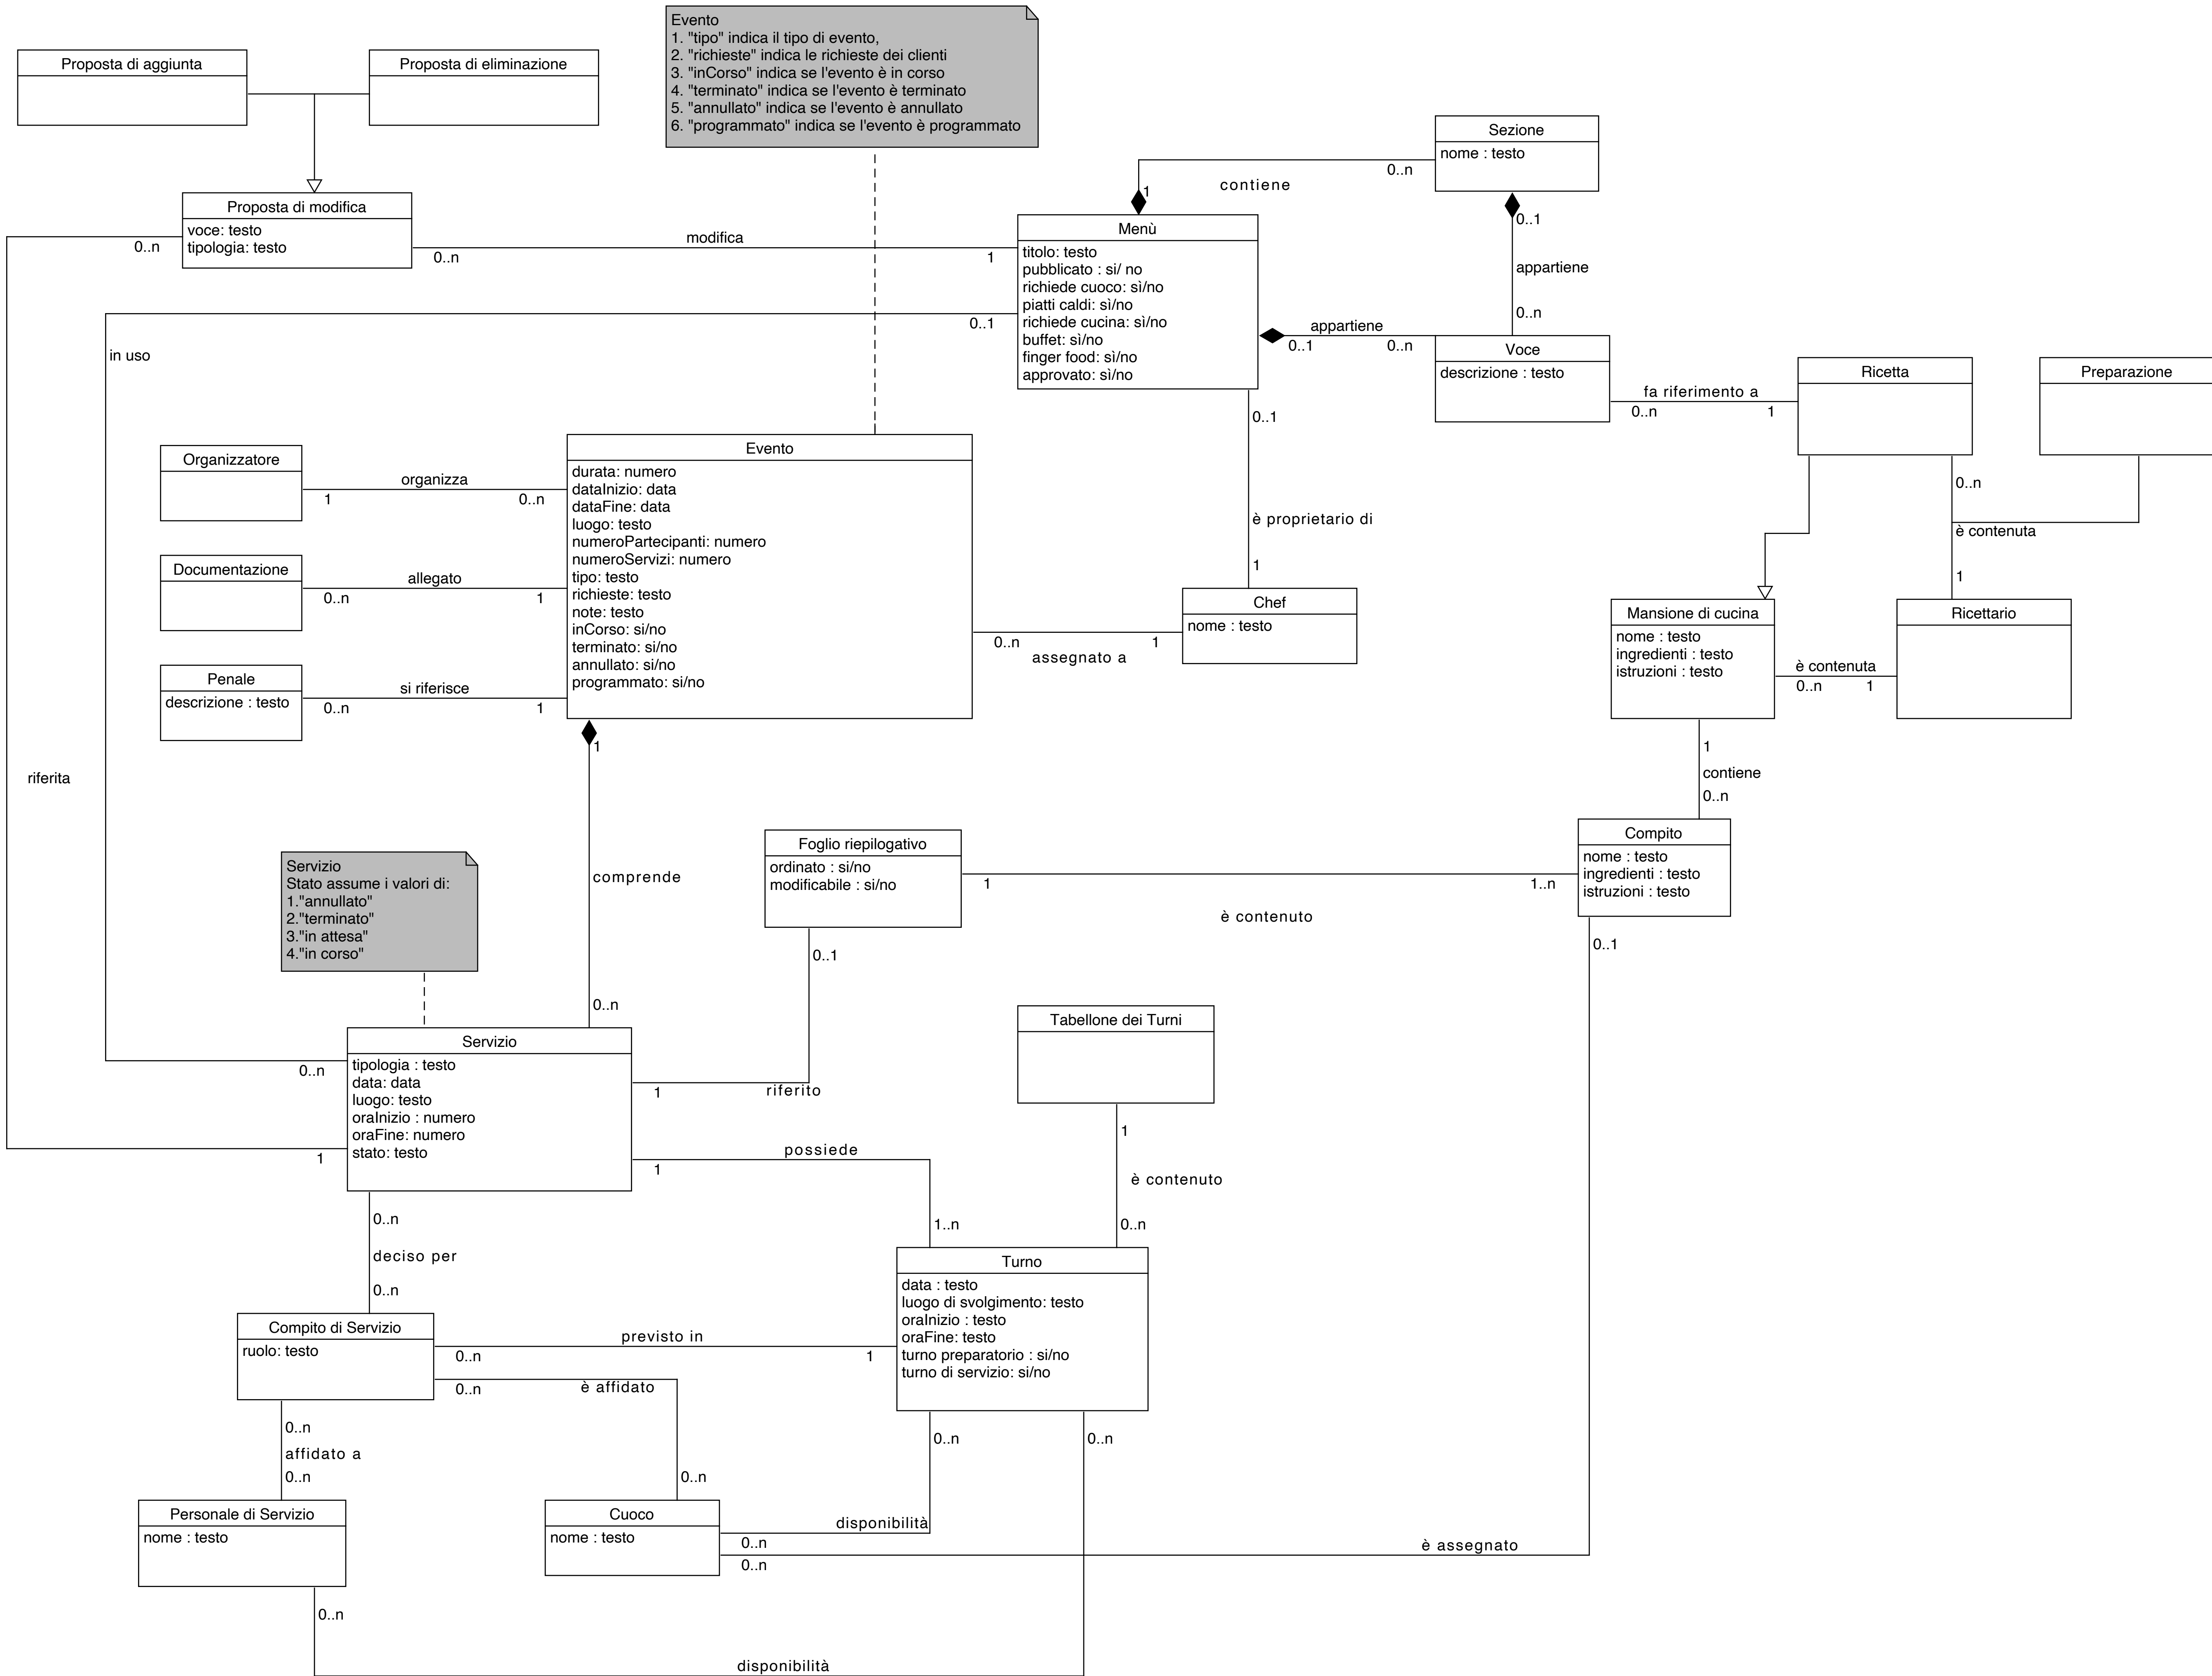 Evento
1. "tipo" indica il tipo di evento,
2. "richieste" indica le richieste dei clienti
3. "inCorso" indica se l'evento è in corso
4. "terminato" indica se l'evento è terminato
5. "annullato" indica se l'evento è annullato
6. "programmato" indica se l'evento è programmato
Proposta di aggiunta
Proposta di eliminazione
Sezione
nome : testo
0..n
contiene
1
Proposta di modifica
voce: testo
tipologia: testo
0..n
0..n
modifica
1
Menù
titolo: testo
pubblicato : si/ no
richiede cuoco: sì/no
piatti caldi: sì/no
richiede cucina: sì/no
buffet: sì/no
finger food: sì/no
approvato: sì/no
0..1
appartiene
0..n
0..1
in uso
appartiene
0..1
0..n
Voce
descrizione : testo
fa riferimento a
0..n
1
Ricetta
Preparazione
0..1
è proprietario di
1
0..n
è contenuta
1
Organizzatore
organizza
1
0..n
Evento
durata: numero
dataInizio: data
dataFine: data
luogo: testo
numeroPartecipanti: numero
numeroServizi: numero
tipo: testo
richieste: testo
note: testo
inCorso: si/no
terminato: si/no
annullato: si/no
programmato: si/no
Documentazione
allegato
0..n
1
Chef
nome : testo
0..n
1
assegnato a
Mansione di cucina
nome : testo
ingredienti : testo
istruzioni : testo
Ricettario
è contenuta
0..n
1
Penale
descrizione : testo
si riferisce
0..n
1
1
riferita
1
contiene
0..n
Foglio riepilogativo
ordinato : si/no
modificabile : si/no
1
1..n
è contenuto
Compito
nome : testo
ingredienti : testo
istruzioni : testo
Servizio
Stato assume i valori di:
1."annullato"
2."terminato"
3."in attesa"
4."in corso"
comprende
0..n
0..1
0..1
Tabellone dei Turni
Servizio
tipologia : testo
data: data
luogo: testo
oraInizio : numero
oraFine: numero
stato: testo
0..n
1
1
riferito
possiede
1
1..n
1
è contenuto
0..n
0..n
deciso per
0..n
Turno
data : testo
luogo di svolgimento: testo
oraInizio : testo
oraFine: testo
turno preparatorio : si/no
turno di servizio: si/no
Compito di Servizio
ruolo: testo
previsto in
0..n
1
0..n
è affidato
0..n
0..n
affidato a
0..n
0..n
0..n
Personale di Servizio
nome : testo
Cuoco
nome : testo
disponibilità
0..n
0..n
è assegnato
0..n
disponibilità